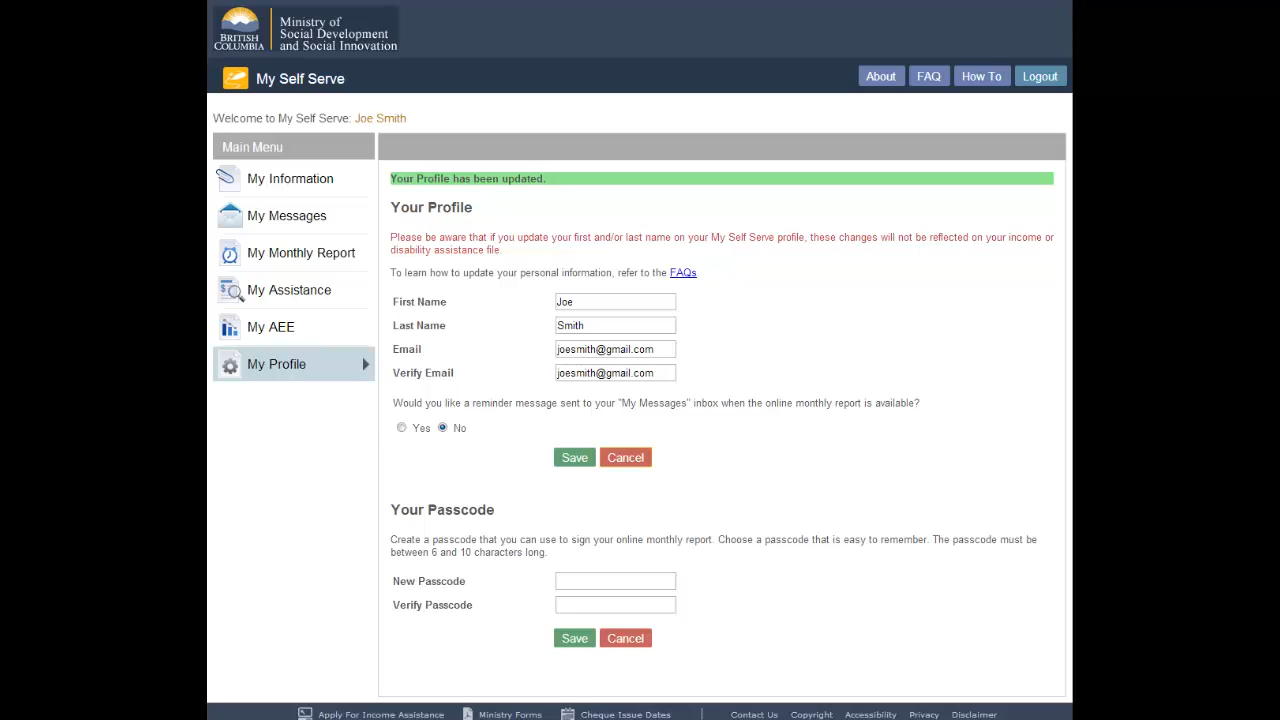 BRITISH
COLUMBIA
Ministry of
Social Development
and Social Innovation
My Self Serve
About
FAQ
How To
Logout
Welcome to My Self Serve: Joe Smith
Main Menu
My Information
My Messages
My Monthly Report
My Assistance
My AEE
My Profile
Your Profile has been updated.
Your Profile
Please be aware that if you update your first and/or last name on your My Self Serve profile, these changes will not be reflected on your income or
disability assistance file.
To learn how to update your personal information, refer to the FAQs
First Name Joe
Last Name Smith
Email joesmith@gmail.com
Verify Email joesmith@gmail.com
Would you like a reminder message sent to your "My Messages" inbox when the online monthly report is available?
Yes No
Save Cancel
Your Passcode
Create a passcode that you can use to sign your online monthly report. Choose a passcode that is easy to remember. The passcode must be
between 6 and 10 characters long.
New Passcode
Verify Passcode
Save Cancel
Apply For Income Assistance Ministry Forms Cheque Issue Dates | Contact Us Copyright Accessibility Privacy Disclaimer